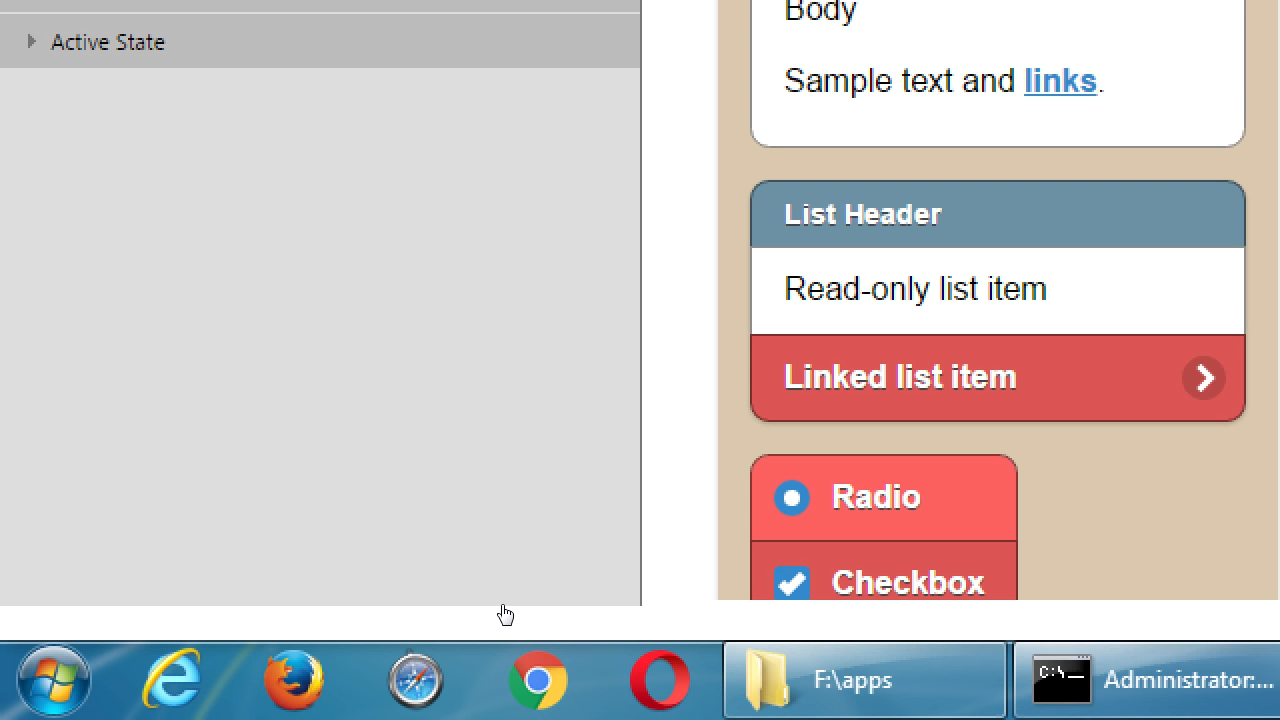 Active State
Body
Sample text and links.
List Header
Read-only list item
Linked list item
Radio
Checkbox
F:\apps
C:\
Administrator:...